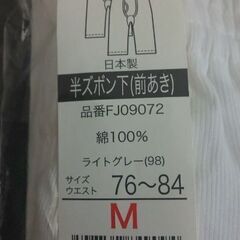 日本製
半ズボン下(前あき)
品番FJ09072
綿100%
ライトグレー(98)
サイズ
ウエスト 76～84
M